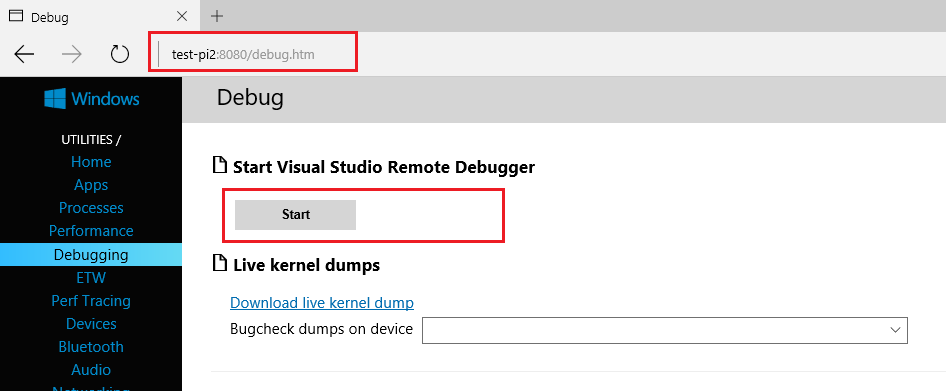 Debug
test-pi2:8080/debug.htm
Windows
Debug
UTILITIES /
Home
Apps
Processes
Performance
Debugging
ETW
Perf Tracing
Devices
Bluetooth
Audio
Networking
Start Visual Studio Remote Debugger
Start
Live kernel dumps
Download live kernel dump
Bugcheck dumps on device